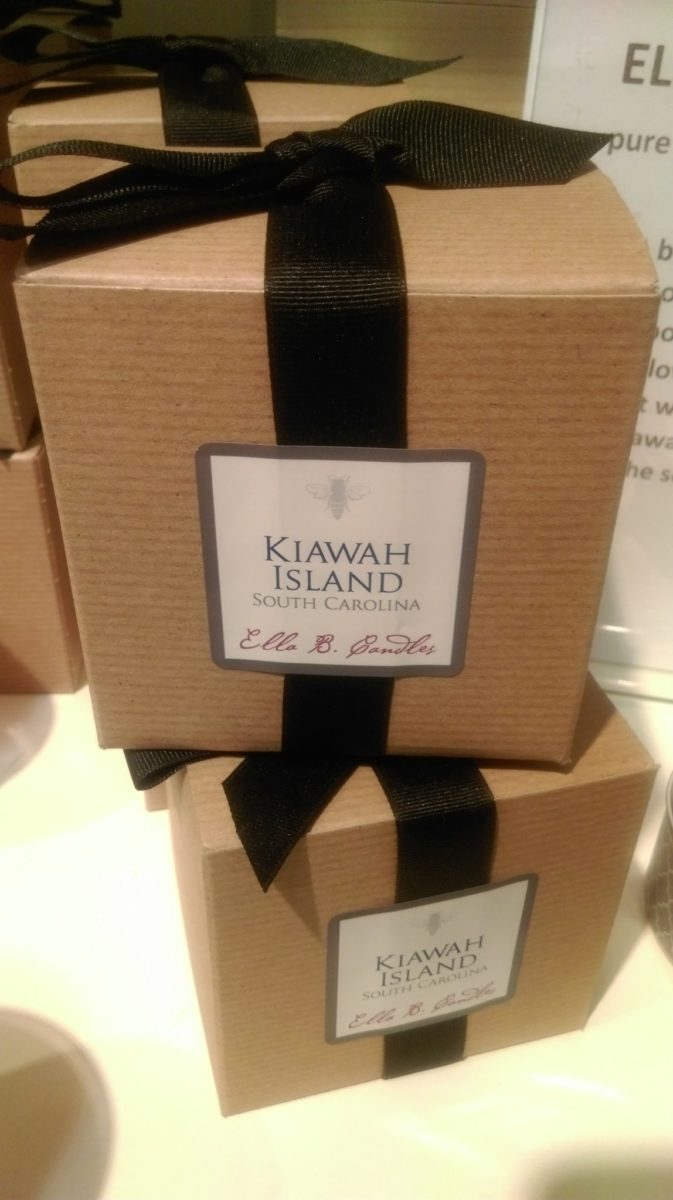 KIAWAH
ISLAND
SOUTH CAROLINA
Ella B. Candles
KIAWAH
ISLAND
SOUTH CAROLINA
Ella B. Candles
EL
pure